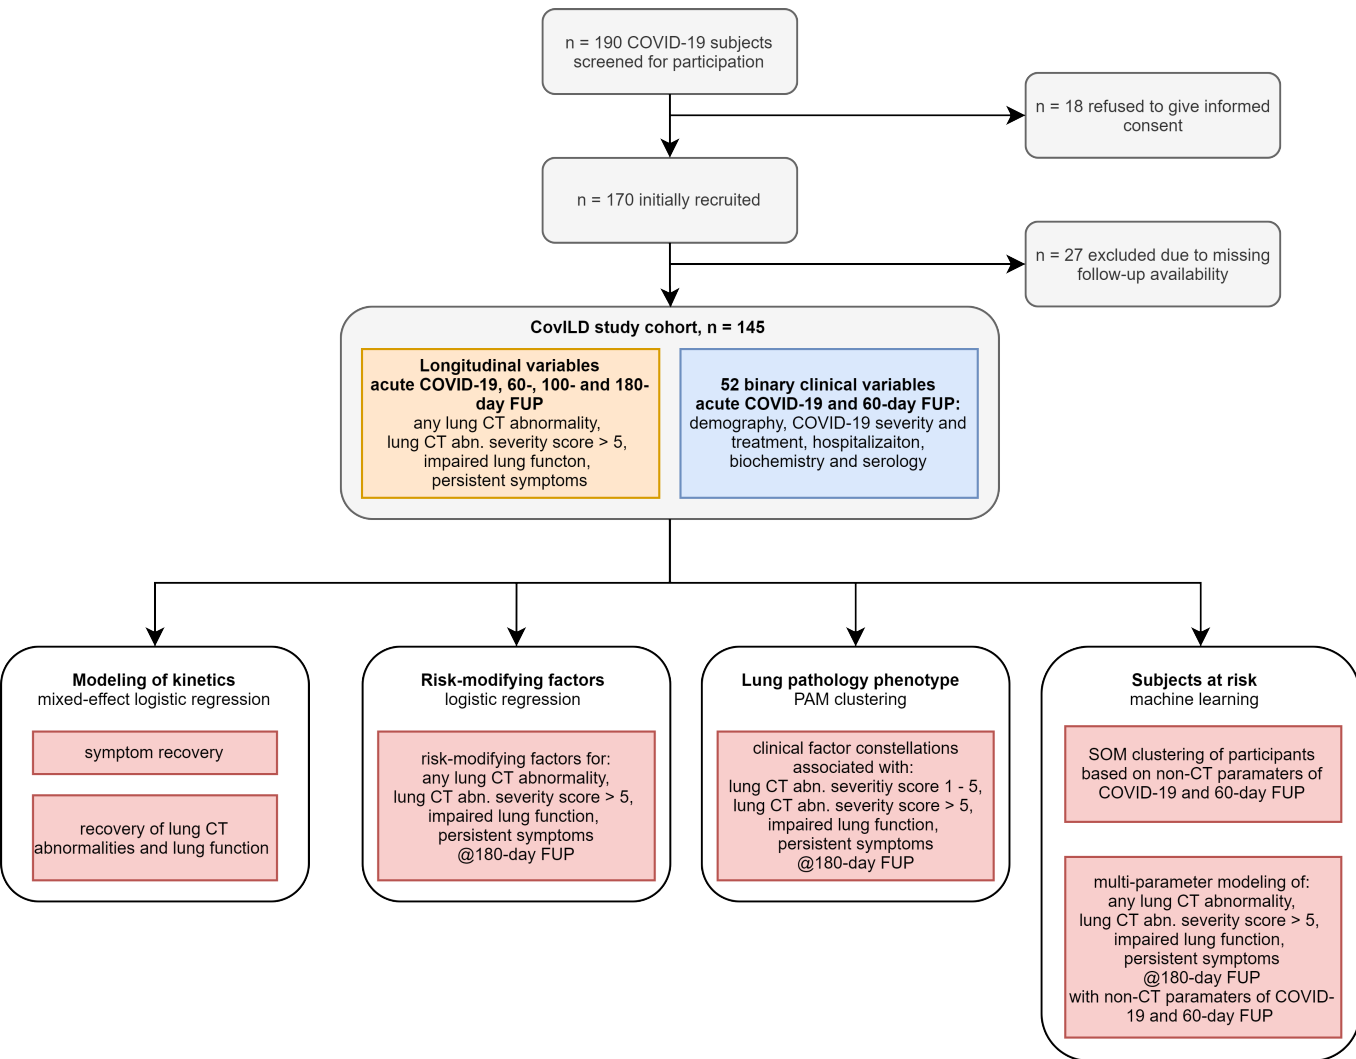 n = 190 COVID-19 subjects
screened for participation
n = 18 refused to give informed
consent
n = 170 initially recruited
n = 27 excluded due to missing
follow-up availability
CovILD study cohort, n = 145
Longitudinal variables
acute COVID-19, 60-, 100- and 180-
day FUP
any lung CT abnormality,
lung CT abn. severity score > 5,
impaired lung functon,
persistent symptoms
52 binary clinical variables
acute COVID-19 and 60-day FUP:
demography, COVID-19 severity and
treatment, hospitalizaiton,
biochemistry and serology
Modeling of kinetics
mixed-effect logistic regression
symptom recovery
recovery of lung CT
abnormalities and lung function
Risk-modifying factors
logistic regression
risk-modifying factors for:
any lung CT abnormality,
lung CT abn. severity score > 5,
impaired lung function,
persistent symptoms
@180-day FUP
Lung pathology phenotype
PAM clustering
clinical factor constellations
associated with:
lung CT abn. severitiy score 1 - 5,
lung CT abn. severity score > 5,
impaired lung function,
persistent symptoms
@180-day FUP
Subjects at risk
machine learning
SOM clustering of participants
based on non-CT paramaters of
COVID-19 and 60-day FUP
multi-parameter modeling of:
any lung CT abnormality,
lung CT abn. severity score > 5,
impaired lung function,
persistent symptoms
@180-day FUP
with non-CT paramaters of COVID-
19 and 60-day FUP